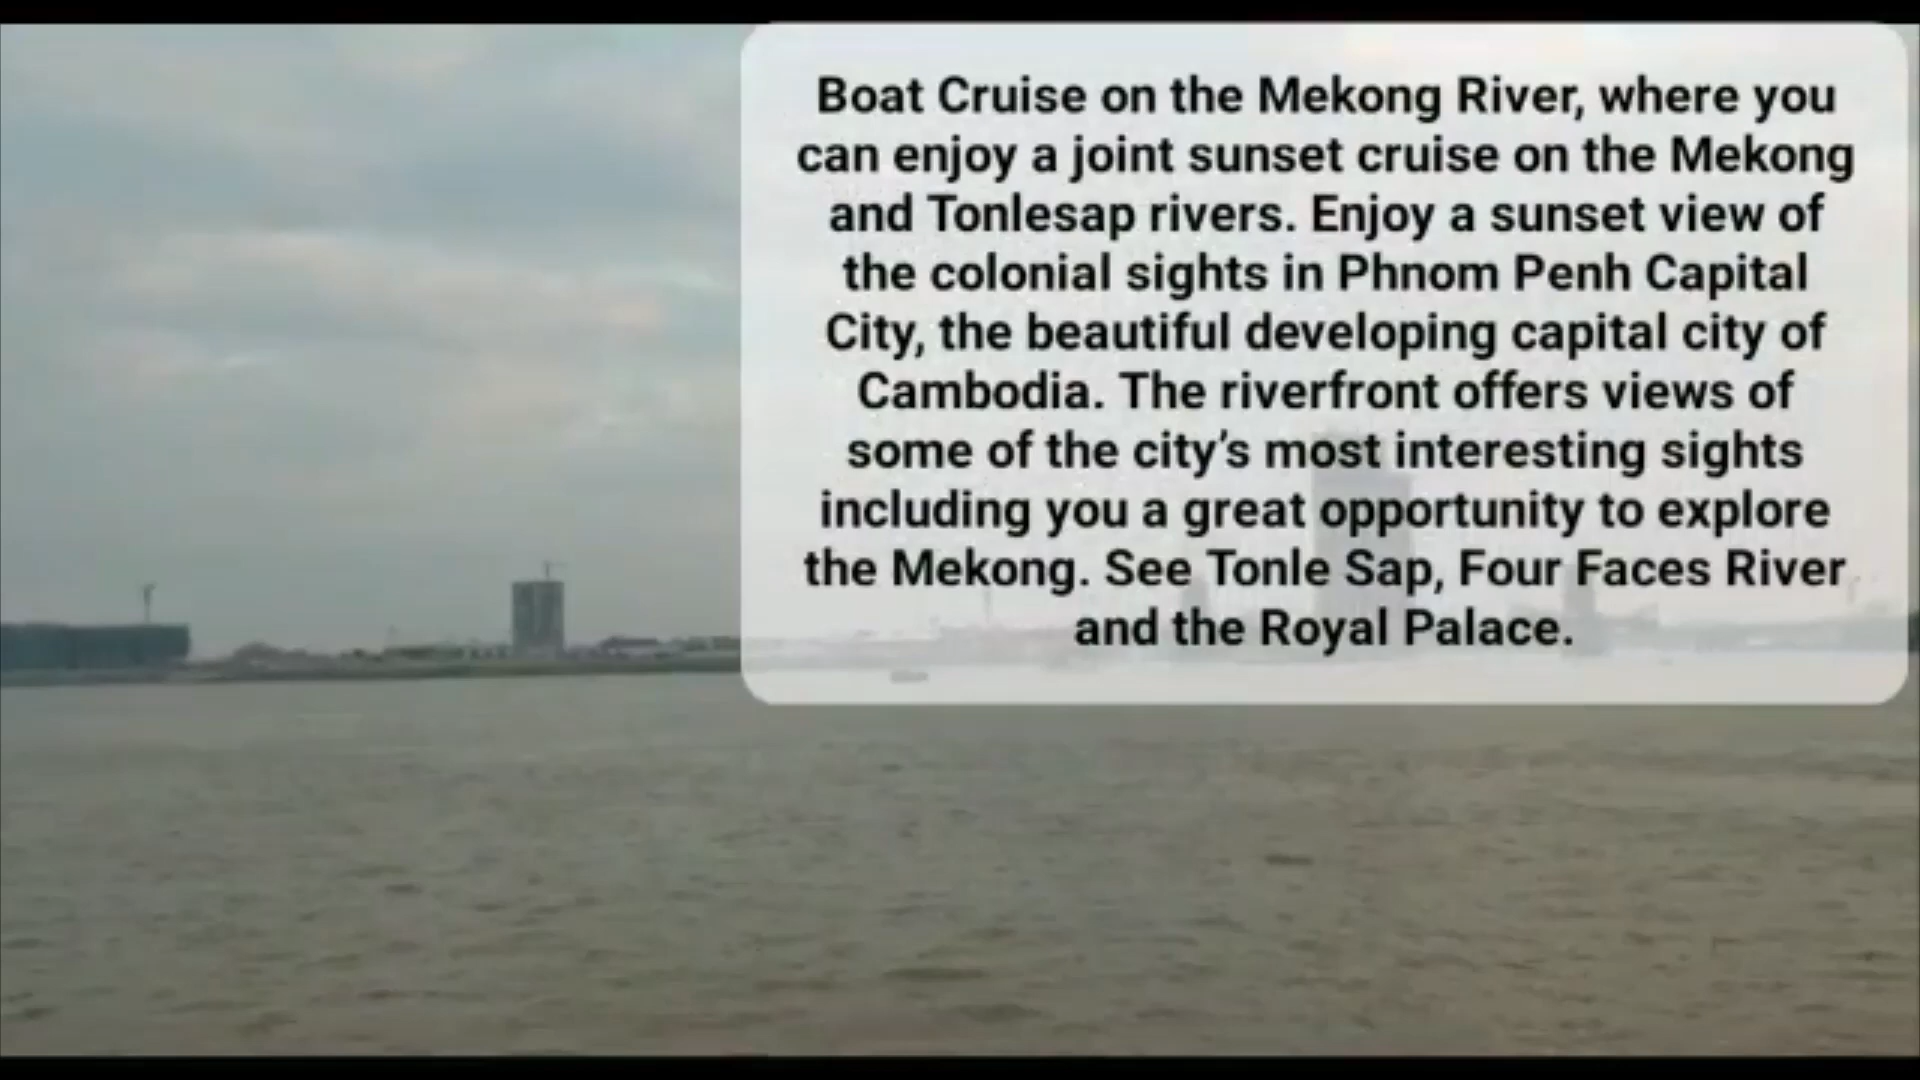 Boat Cruise on the Mekong River, where you
can enjoy a joint sunset cruise on the Mekong
and Tonlesap rivers. Enjoy a sunset view of
the colonial sights in Phnom Penh Capital
City, the beautiful developing capital city of
Cambodia. The riverfront offers views of
some of the city’s most interesting sights
including you a great opportunity to explore
the Mekong. See Tonle Sap, Four Faces River
and the Royal Palace.